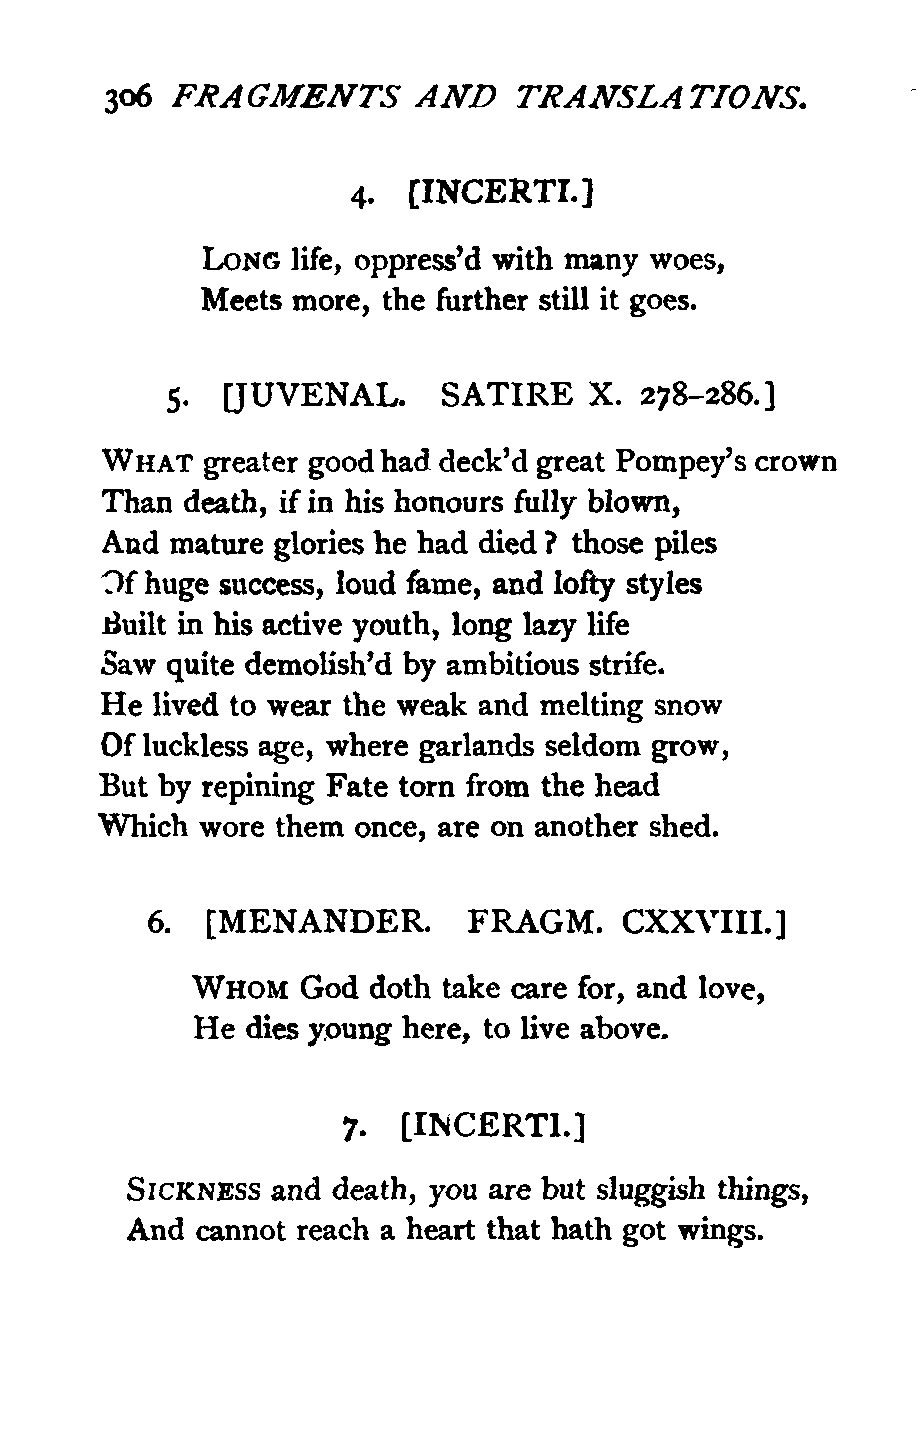 306 FRAGMENTS AND TRANSLATIONS.
4. [INCERTI.]
LONG life, oppress'd with many woes,
Meets more, the further still it goes.
5. [JUVENAL. SATIRE X. 278–286.]
WHAT greater good had deck'd great Pompey's crown
Than death, if in his honours fully blown,
And mature glories he had died? those piles
Of huge success, loud fame, and lofty styles
Built in his active youth, long lazy life
Saw quite demolish'd by ambitious strife.
He lived to wear the weak and melting snow
Of luckless age, where garlands seldom grow,
But by repining Fate torn from the head
Which wore them once, are on another shed.
6. [MENANDER. FRAGM. CXXVIII.]
WHOM God doth take care for, and love,
He dies young here, to live above.
7. [INCERTI.]
SICKNESS and death, you are but sluggish things,
And cannot reach a heart that hath got wings.